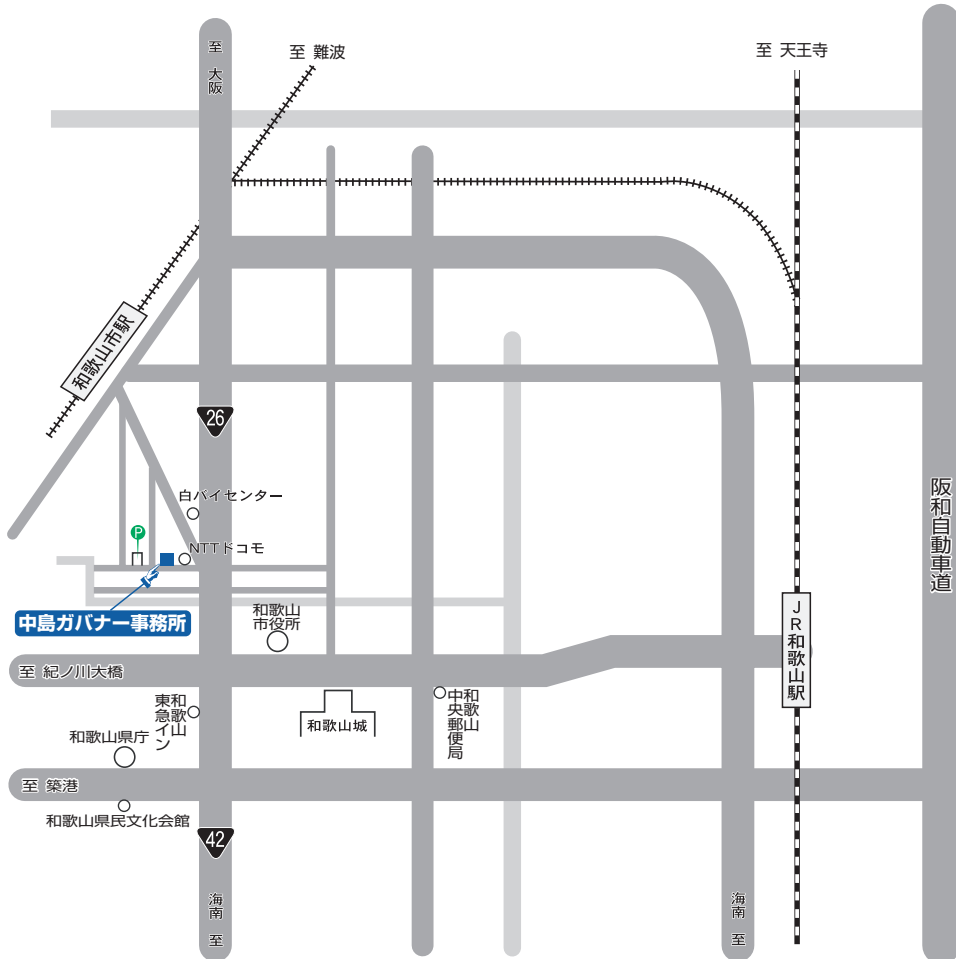 至 大阪
至 難波
至 天王寺
和歌山市駅
26
白バイセンター
P
NTTドコモ
中島ガバナー事務所
和歌山
市役所
阪和自動車道
JR和歌山駅
至 紀ノ川大橋
和歌山
東急イン
和歌山城
和歌山
中央郵便局
和歌山県庁
至 築港
和歌山県民文化会館
42
海南 至
海南 至